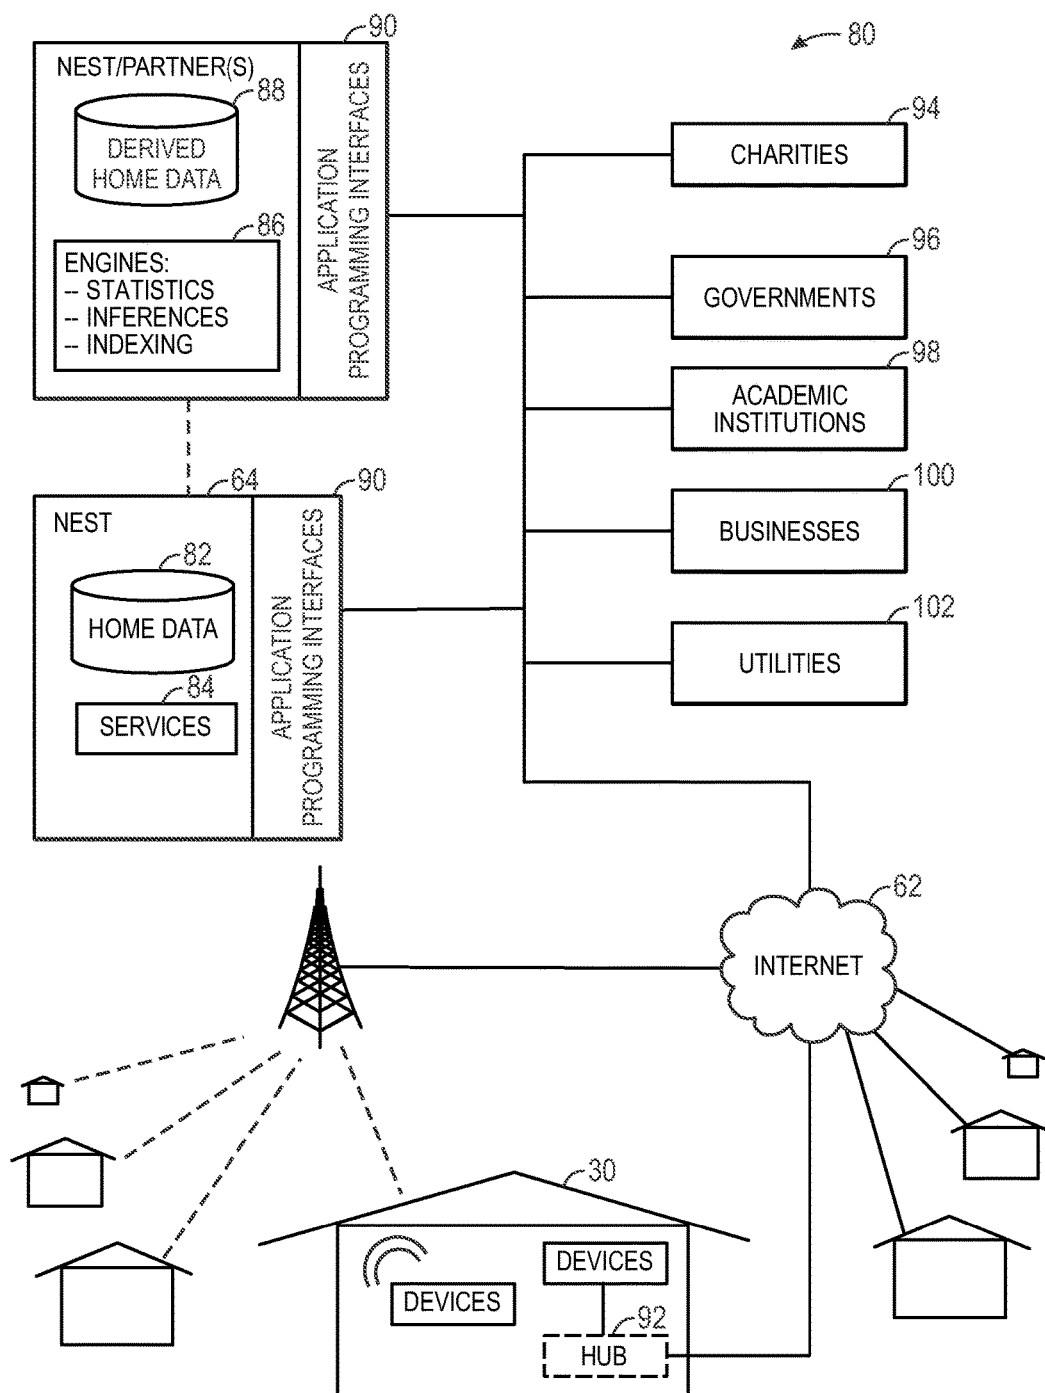 90
80
NEST/PARTNER(S)
88
DERIVED
HOME DATA
86
ENGINES:
-- STATISTICS
-- INFERENCES
-- INDEXING
APPLICATION
PROGRAMMING INTERFACES
94
CHARITIES
96
GOVERNMENTS
98
ACADEMIC
INSTITUTIONS
100
BUSINESSES
102
UTILITIES
64
90
NEST
82
HOME DATA
84
SERVICES
APPLICATION
PROGRAMMING INTERFACES
62
INTERNET
30
DEVICES
DEVICES
92
HUB